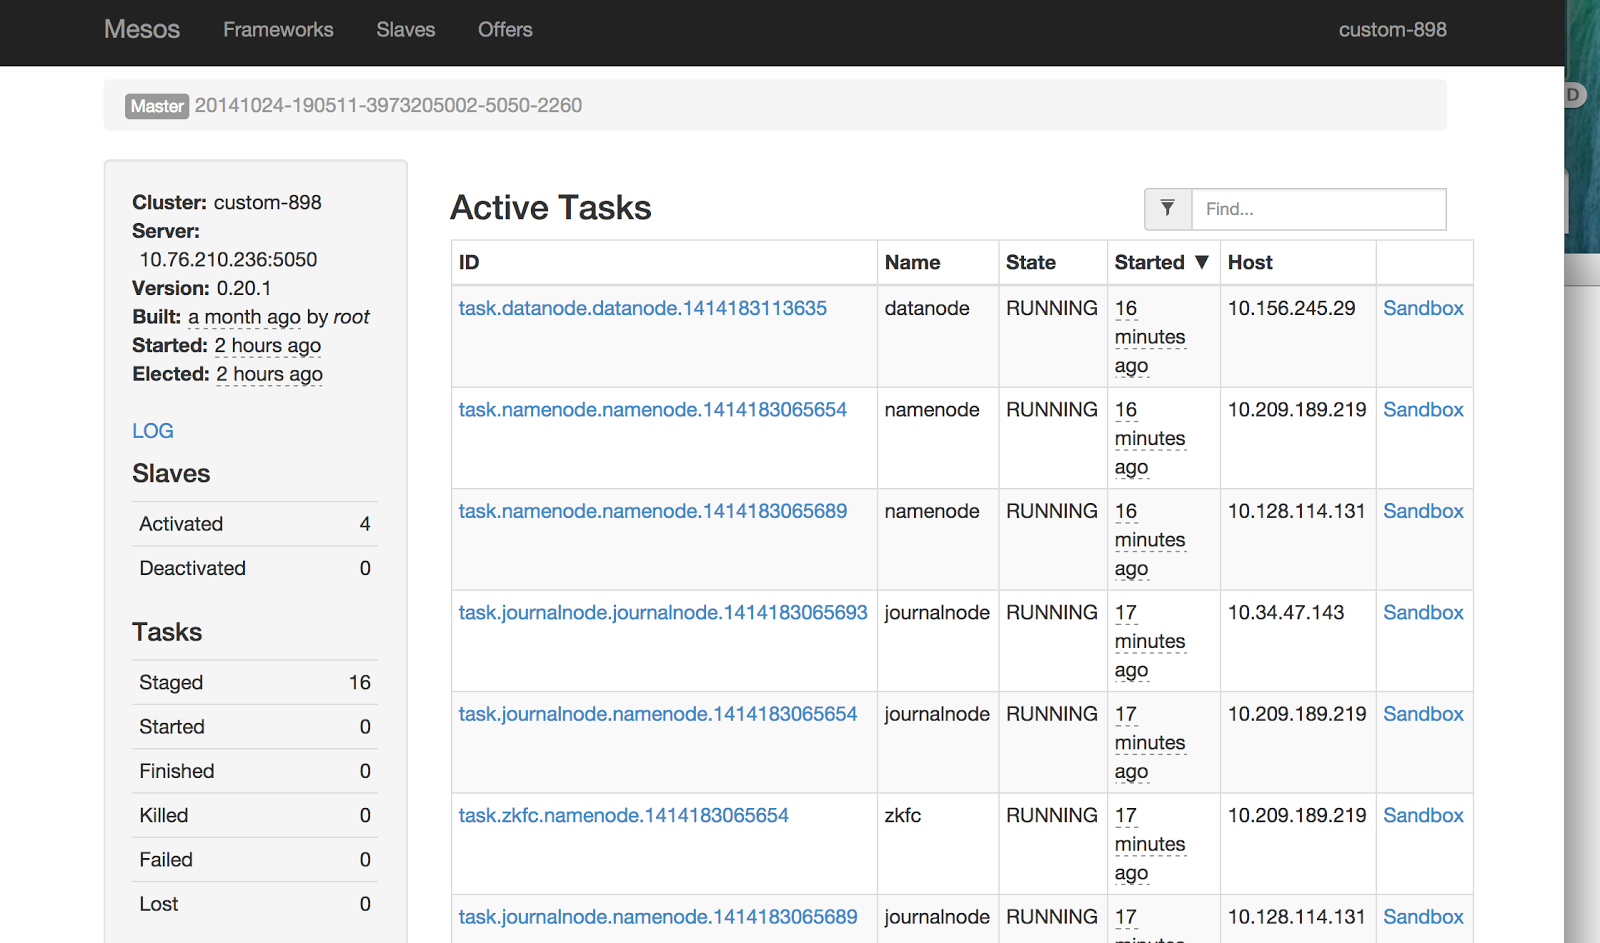 Mesos Frameworks Slaves Offers custom-898
D
Master 20141024-190511-3973205002-5050-2260
Cluster: custom-898
Server:
10.76.210.236:5050
Version: 0.20.1
Built: a month ago by root
Started: 2 hours ago
Elected: 2 hours ago
LOG
Slaves
Activated 4
Deactivated 0
Tasks
Staged 16
Started 0
Finished 0
Killed 0
Failed 0
Lost 0
Active Tasks
Find...
ID Name State Started ▼ Host
task.datanode.datanode.1414183113635 datanode RUNNING 16 10.156.245.29 Sandbox
minutes
ago
task.namenode.namenode.1414183065654 namenode RUNNING 16 10.209.189.219 Sandbox
minutes
ago
task.namenode.namenode.1414183065689 namenode RUNNING 16 10.128.114.131 Sandbox
minutes
ago
task.journalnode.journalnode.1414183065693 journalnode RUNNING 17 10.34.47.143 Sandbox
minutes
ago
task.journalnode.namenode.1414183065654 journalnode RUNNING 17 10.209.189.219 Sandbox
minutes
ago
task.zkfc.namenode.1414183065654 zkfc RUNNING 17 10.209.189.219 Sandbox
minutes
ago
task.journalnode.namenode.1414183065689 journalnode RUNNING 17 10.128.114.131 Sandbox